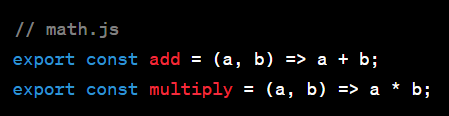 // math.js
export const add = (a, b) => a + b;
export const multiply = (a, b) => a * b;